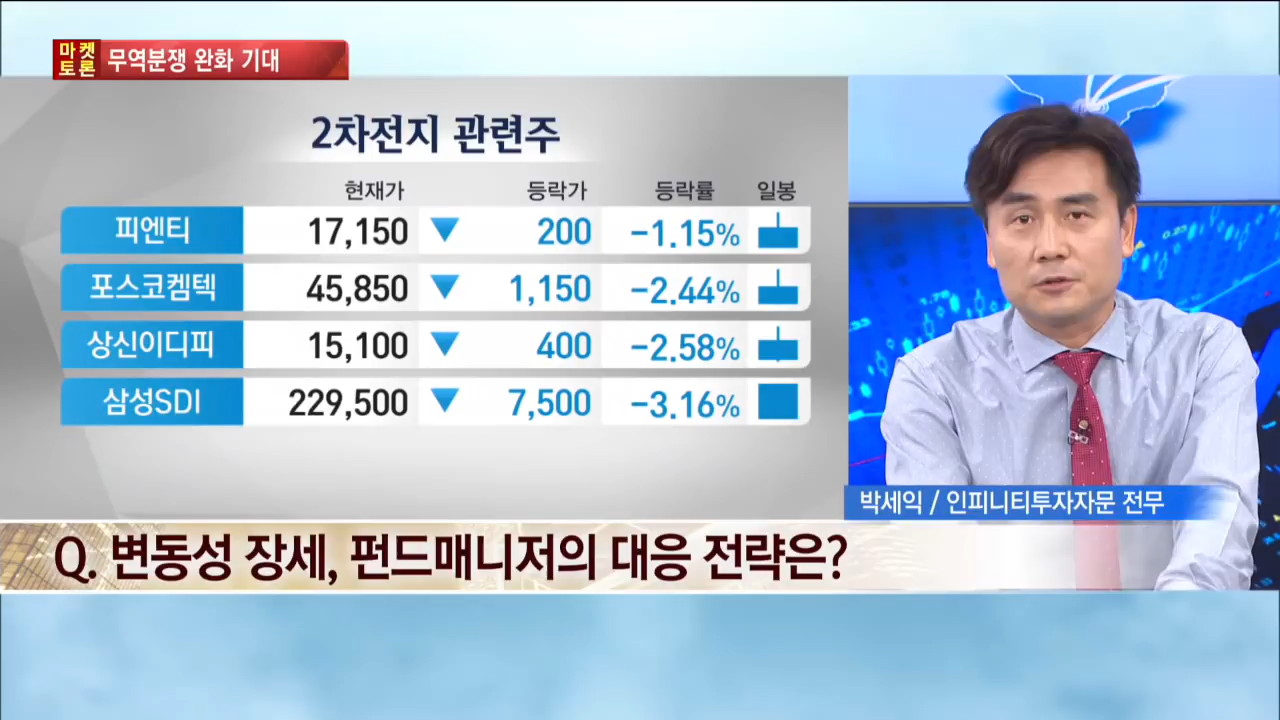 마켓
토론
무역분쟁 완화 기대
2차전지 관련주
현재가 등락가 등락률 일봉
피엔티 17,150 ▼ 200 -1.15%
포스코켐텍 45,850 ▼ 1,150 -2.44%
상신이디피 15,100 ▼ 400 -2.58%
삼성SDI 229,500 ▼ 7,500 -3.16%
박세익 / 인피니티투자자문 전무
Q. 변동성 장세, 펀드매니저의 대응 전략은?